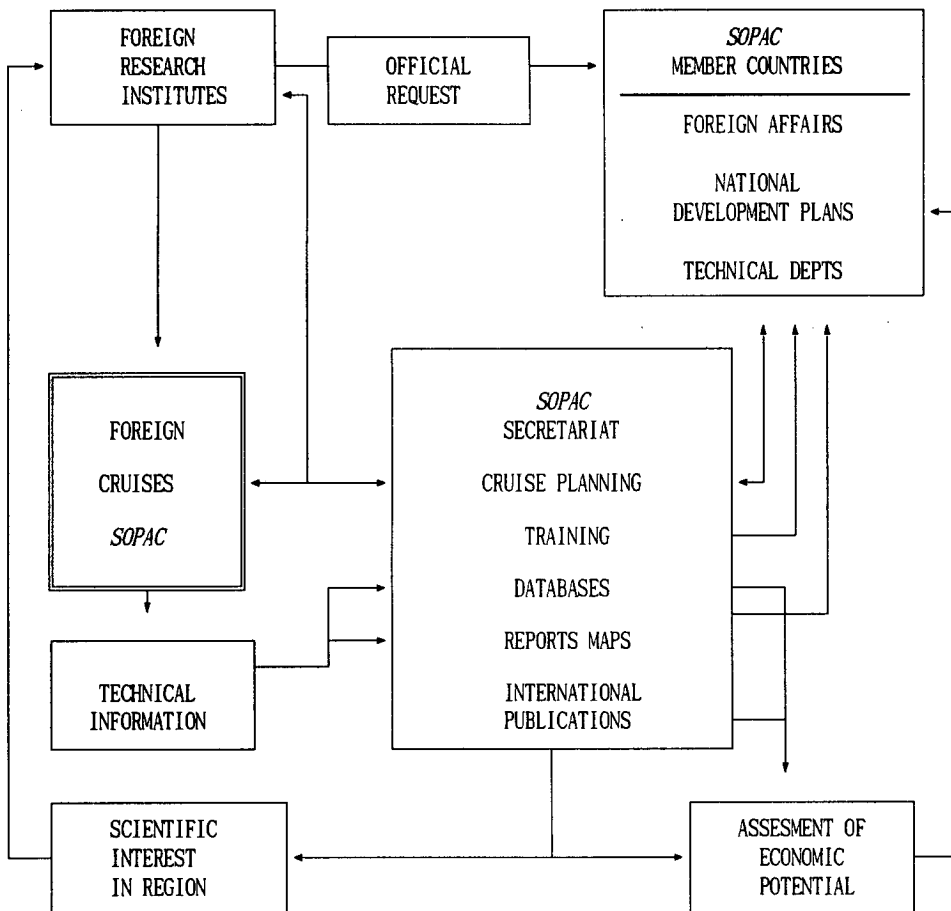 FOREIGN
RESEARCH
INSTITUTES
OFFICIAL
REQUEST
SOPAC
MEMBER COUNTRIES
FOREIGN AFFAIRS
NATIONAL
DEVELOPMENT PLANS
TECHNICAL DEPTS
FOREIGN
CRUISES
SOPAC
SOPAC
SECRETARIAT
CRUISE PLANNING
TRAINING
DATABASES
REPORTS MAPS
INTERNATIONAL
PUBLICATIONS
TECHNICAL
INFORMATION
SCIENTIFIC
INTEREST
IN REGION
ASSESMENT OF
ECONOMIC
POTENTIAL